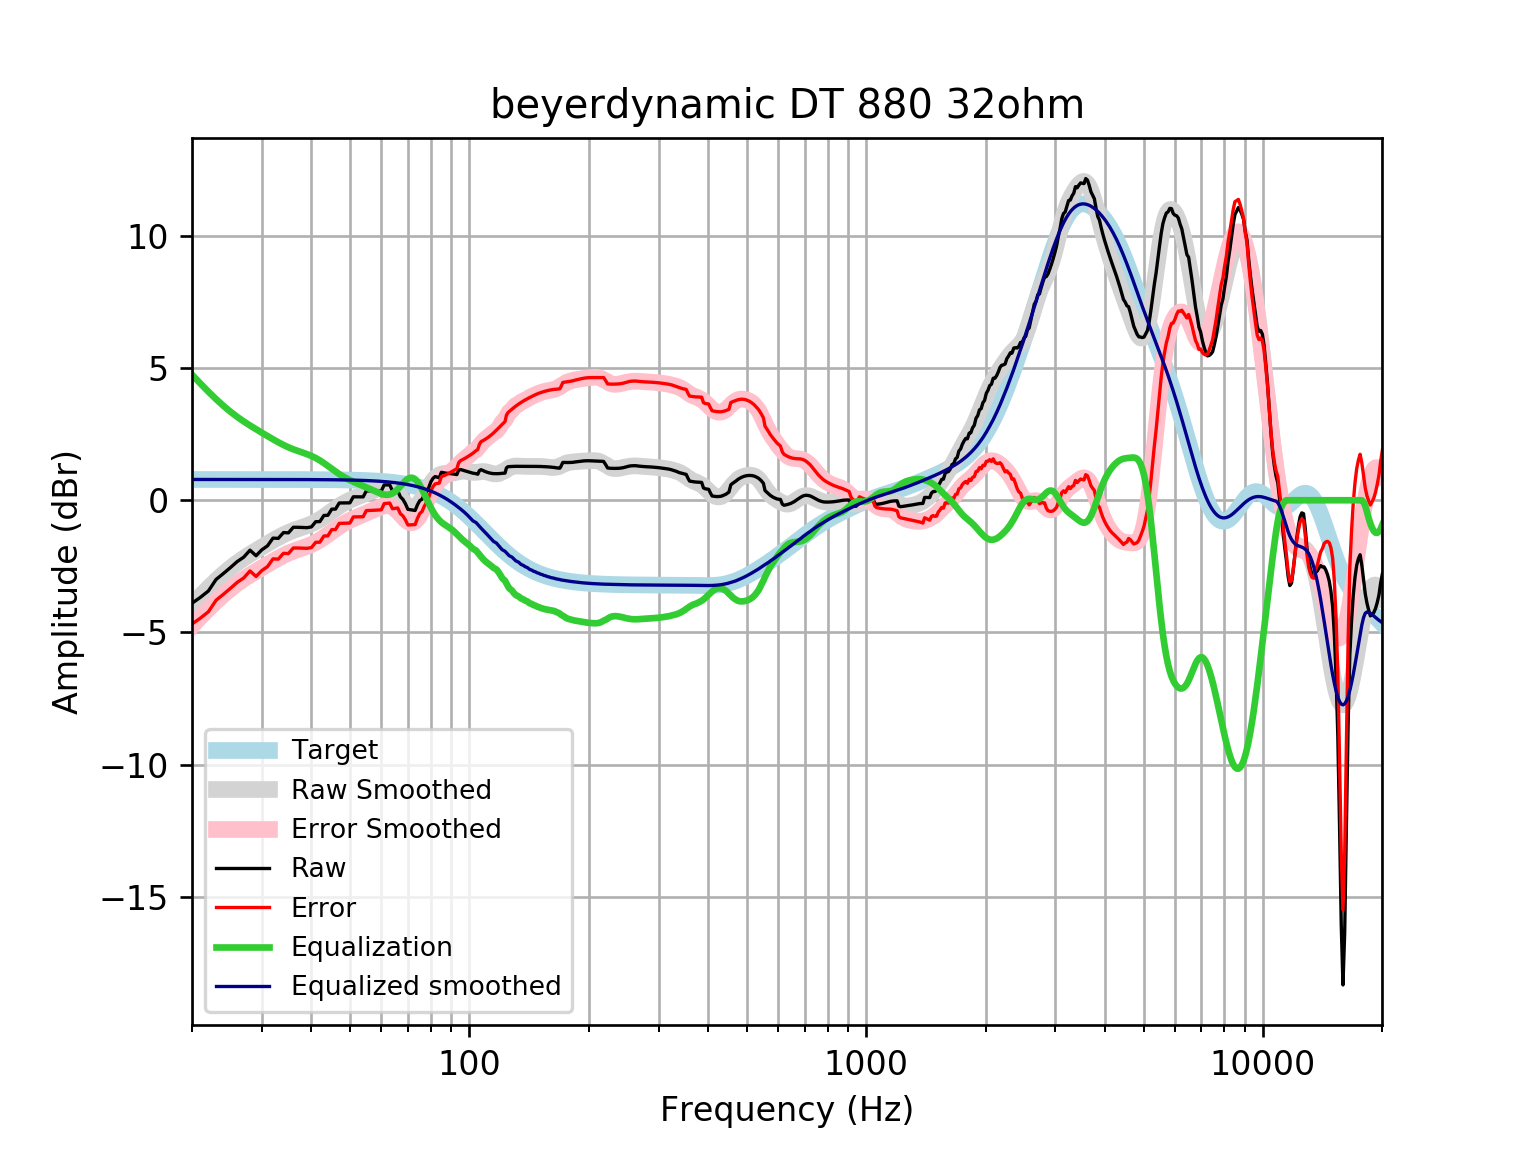 beyerdynamic DT 880 32ohm
Amplitude (dBr)
10
5
0
−5
−10
−15
Target
Raw Smoothed
Error Smoothed
Raw
Error
Equalization
Equalized smoothed
100
1000
10000
Frequency (Hz)